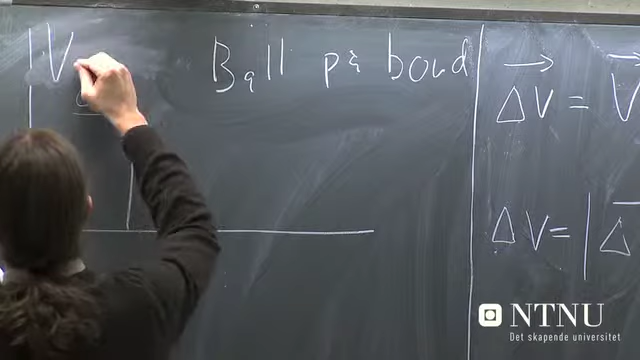 V
Ball på bord
ΔV = V
ΔV = |Δ
NTNU
Det skapende universitet